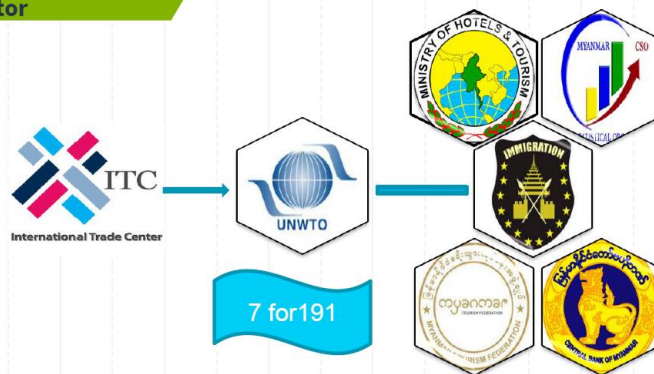 tor
MINISTRY OF HOTELS & TOURISM
MYANMAR CSO
ITC
International Trade Center
UNWTO
IMMIGRATION
7 for191
TOURISM FEDERATION
CENTRAL BANK OF MYANMAR